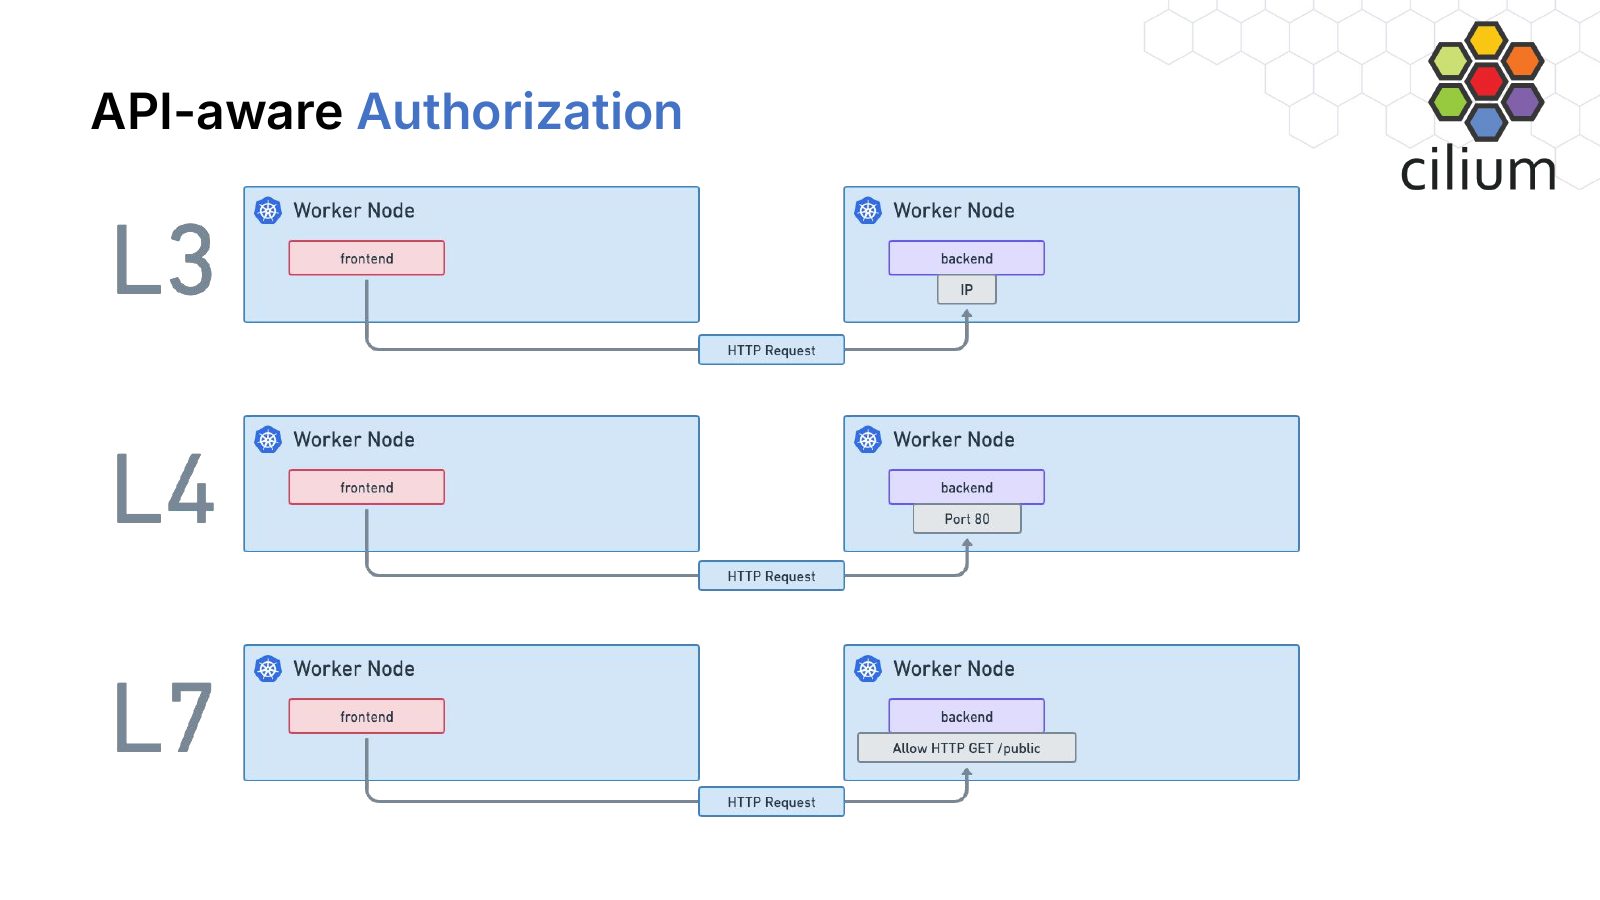 API-aware Authorization
cilium
L3
Worker Node
frontend
Worker Node
backend
IP
HTTP Request
L4
Worker Node
frontend
Worker Node
backend
Port 80
HTTP Request
L7
Worker Node
frontend
Worker Node
backend
Allow HTTP GET /public
HTTP Request